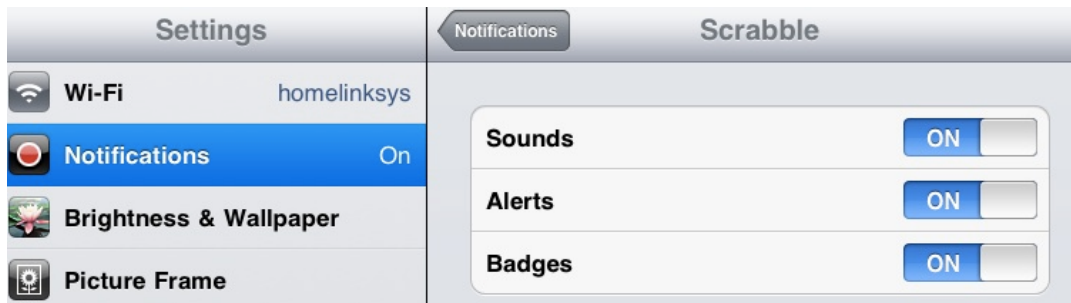 Settings
Wi-Fi homelinksys
Notifications On
Brightness & Wallpaper
Picture Frame
Notifications Scrabble
Sounds ON
Alerts ON
Badges ON